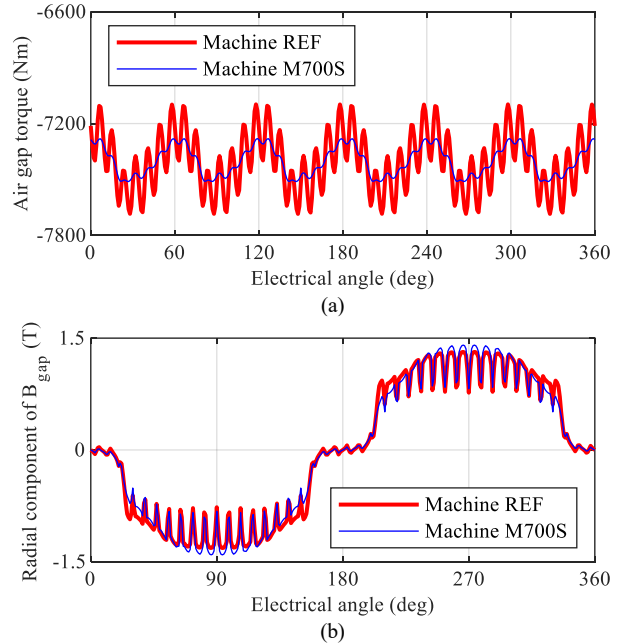 -6600
-7200
-7800
Air gap torque (Nm)
Machine REF
Machine M700S
0 60 120 180 240 300 360
Electrical angle (deg)
(a)
1.5
0
-1.5
Radial component of B_gap (T)
Machine REF
Machine M700S
0 90 180 270 360
Electrical angle (deg)
(b)